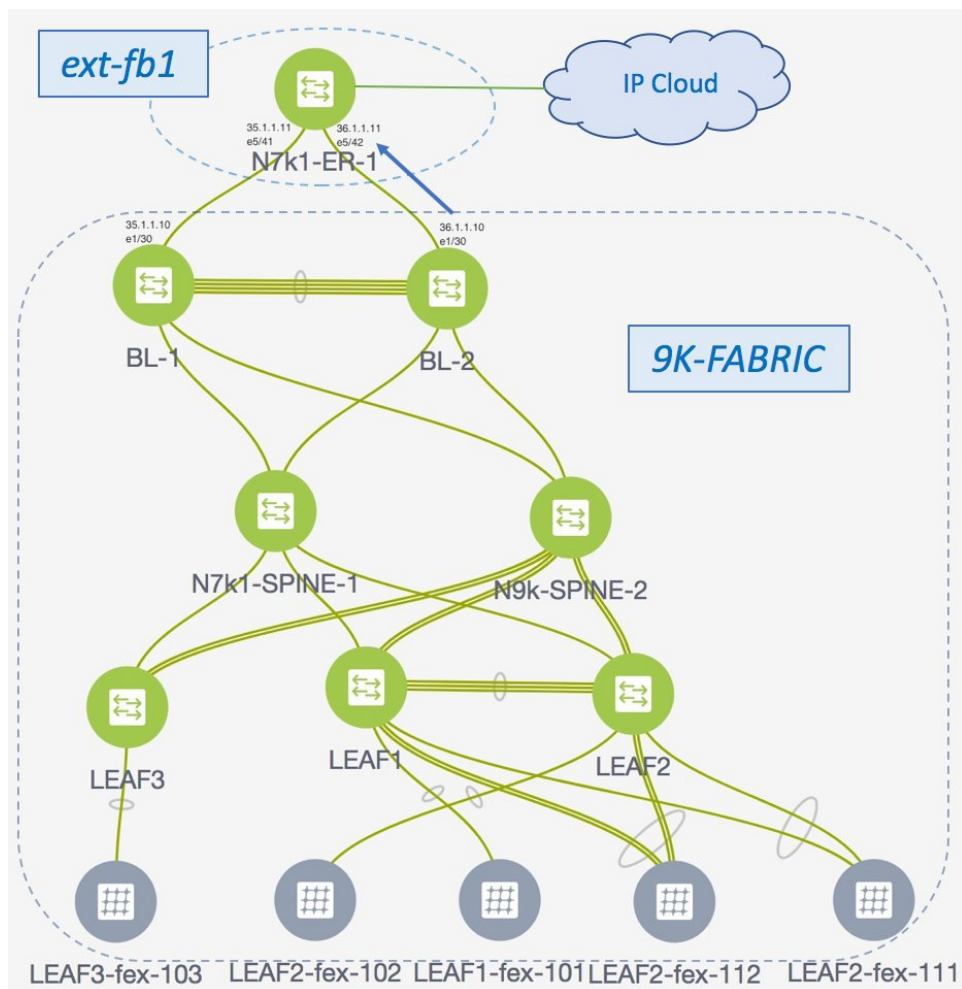 ext-fb1
IP Cloud
35.1.1.11
e5/41
36.1.1.11
e5/42
N7k1-ER-1
35.1.1.10
e1/30
36.1.1.10
e1/30
BL-1
BL-2
9K-FABRIC
N7k1-SPINE-1
N9k-SPINE-2
LEAF3
LEAF1
LEAF2
LEAF3-fex-103
LEAF2-fex-102
LEAF1-fex-101
LEAF2-fex-112
LEAF2-fex-111